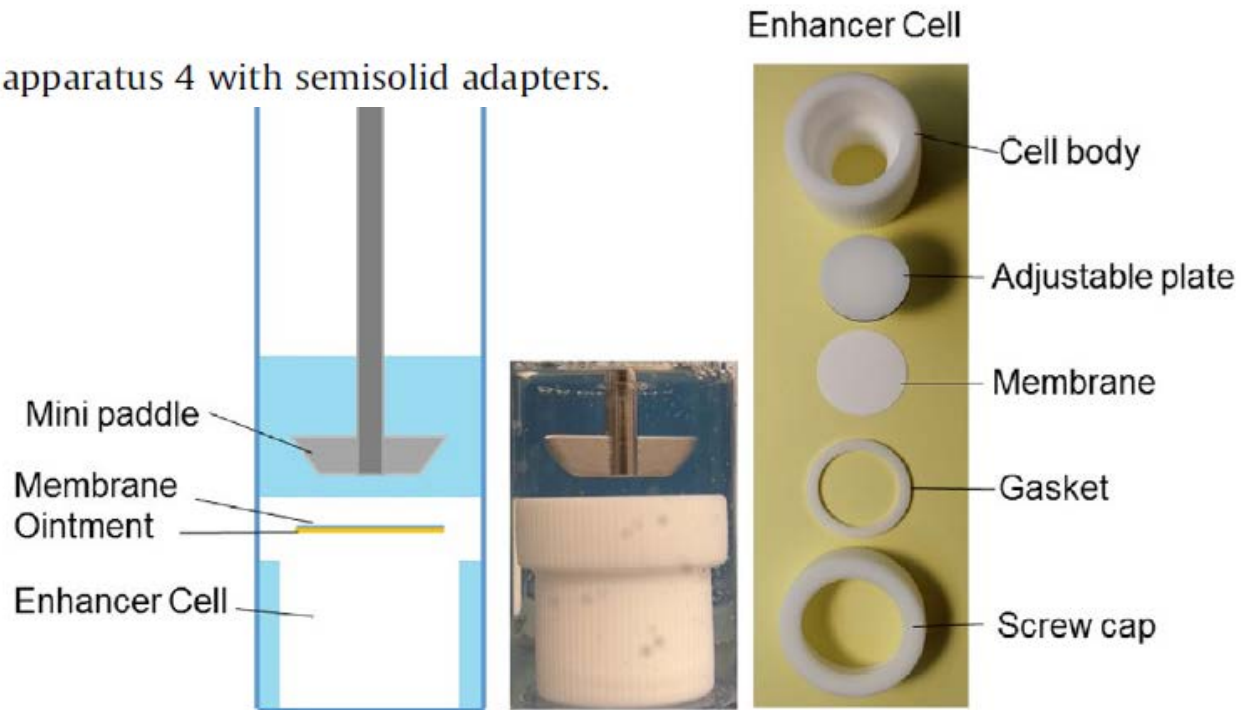 Enhancer Cell
apparatus 4 with semisolid adapters.
Cell body
Adjustable plate
Mini paddle
Membrane
Membrane
Ointment
Gasket
Enhancer Cell
Screw cap